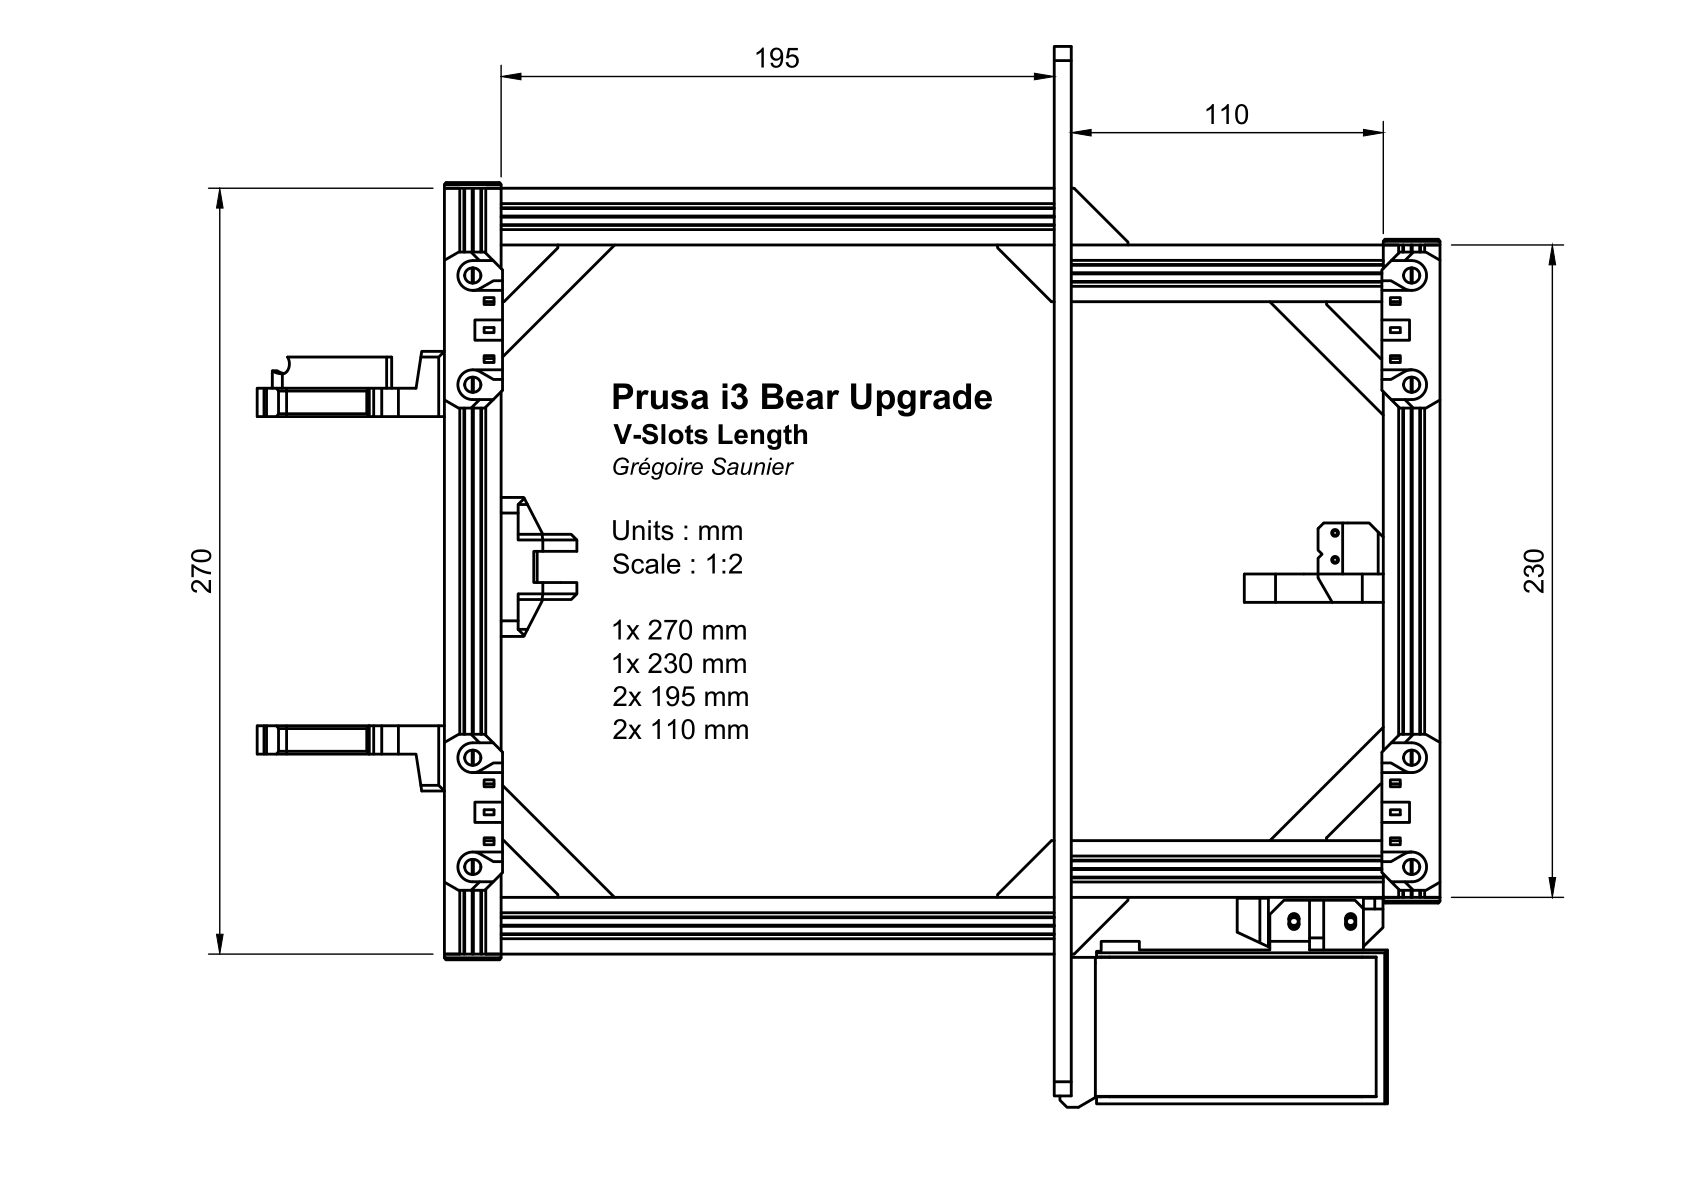 195
110
Prusa i3 Bear Upgrade
V-Slots Length
Grégoire Saunier
Units : mm
Scale : 1:2
270
230
1x 270 mm
1x 230 mm
2x 195 mm
2x 110 mm